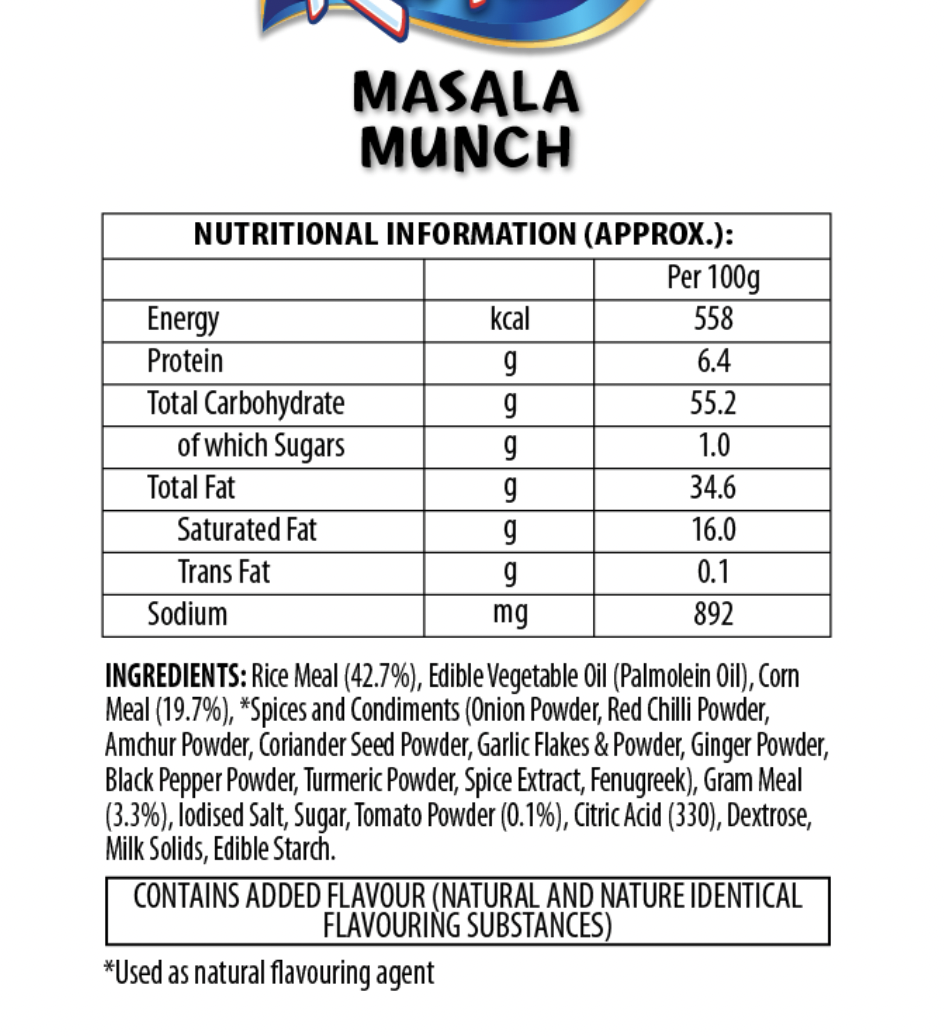 MASALA
MUNCH
NUTRITIONAL INFORMATION (APPROX.):
Per 100g
Energy kcal 558
Protein g 6.4
Total Carbohydrate g 55.2
of which Sugars g 1.0
Total Fat g 34.6
Saturated Fat g 16.0
Trans Fat g 0.1
Sodium mg 892
INGREDIENTS: Rice Meal (42.7%), Edible Vegetable Oil (Palmolein Oil), Corn
Meal (19.7%), *Spices and Condiments (Onion Powder, Red Chilli Powder,
Amchur Powder, Coriander Seed Powder, Garlic Flakes & Powder, Ginger Powder,
Black Pepper Powder, Turmeric Powder, Spice Extract, Fenugreek), Gram Meal
(3.3%), Iodised Salt, Sugar, Tomato Powder (0.1%), Citric Acid (330), Dextrose,
Milk Solids, Edible Starch.
CONTAINS ADDED FLAVOUR (NATURAL AND NATURE IDENTICAL
FLAVOURING SUBSTANCES)
*Used as natural flavouring agent